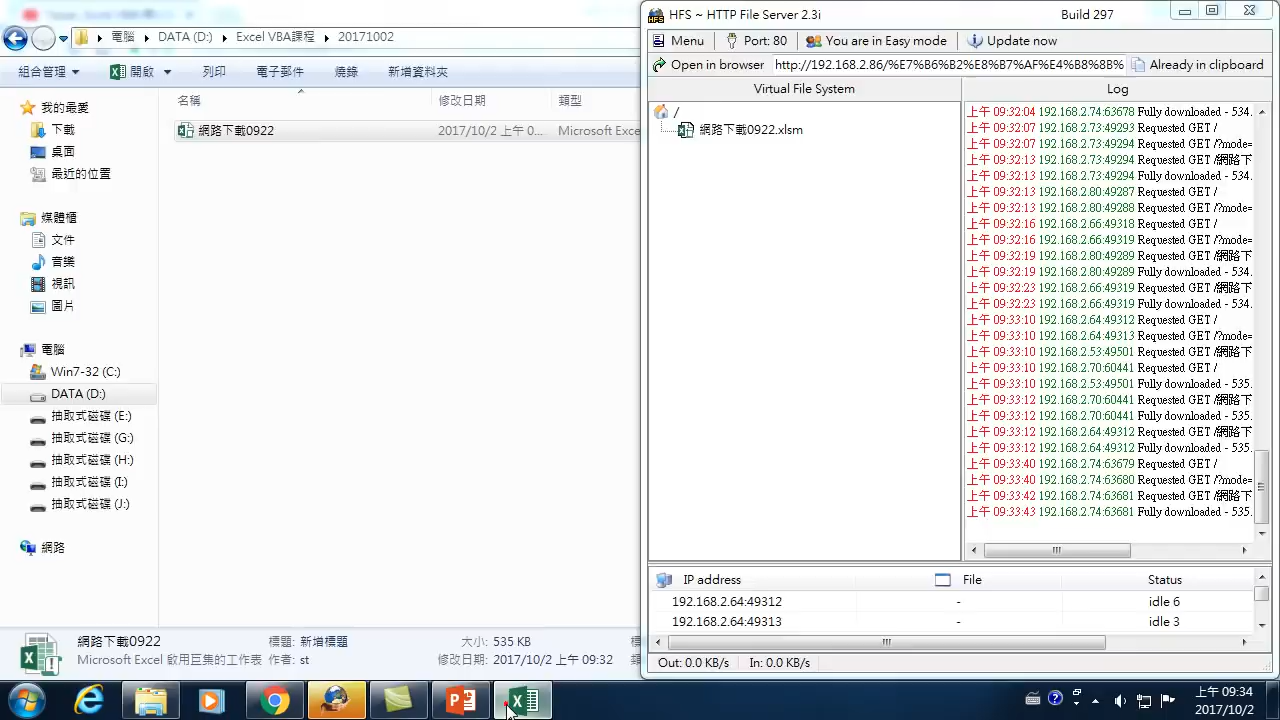 電腦 ▸ DATA (D:) ▸ Excel VBA課程 ▸ 20171002
組合管理 開啟 列印 電子郵件 燒錄 新增資料夾
我的最愛
下載
桌面
最近的位置
媒體櫃
文件
音樂
視訊
圖片
電腦
Win7-32 (C:)
DATA (D:)
抽取式磁碟 (E:)
抽取式磁碟 (G:)
抽取式磁碟 (H:)
抽取式磁碟 (I:)
抽取式磁碟 (J:)
網路
名稱 修改日期 類型
網路下載0922 2017/10/2 上午 0... Microsoft Exce
網路下載0922 標題: 新增標題 大小: 535 KB
Microsoft Excel 啟用巨集的工作表 作者: st 修改日期: 2017/10/2 上午 09:32
HFS ~ HTTP File Server 2.3i Build 297
Menu Port: 80 You are in Easy mode Update now
Open in browser http://192.168.2.86/%E7%B6%B2%E8%B7%AF%E4%B8%8B% Already in clipboard
Virtual File System Log
/
網路下載0922.xlsm
上午 09:32:04 192.168.2.74:63678 Fully downloaded - 534.
上午 09:32:07 192.168.2.73:49293 Requested GET /
上午 09:32:07 192.168.2.73:49294 Requested GET /?mode=
上午 09:32:13 192.168.2.73:49294 Requested GET /網路下
上午 09:32:13 192.168.2.73:49294 Fully downloaded - 534.
上午 09:32:13 192.168.2.80:49287 Requested GET /
上午 09:32:13 192.168.2.80:49288 Requested GET /?mode=
上午 09:32:16 192.168.2.66:49318 Requested GET /
上午 09:32:16 192.168.2.66:49319 Requested GET /?mode=
上午 09:32:19 192.168.2.80:49289 Requested GET /網路下
上午 09:32:19 192.168.2.80:49289 Fully downloaded - 534.
上午 09:32:23 192.168.2.66:49319 Requested GET /網路下
上午 09:32:23 192.168.2.66:49319 Fully downloaded - 534.
上午 09:33:10 192.168.2.64:49312 Requested GET /
上午 09:33:10 192.168.2.64:49313 Requested GET /?mode=
上午 09:33:10 192.168.2.53:49501 Requested GET /網路下
上午 09:33:10 192.168.2.70:60441 Requested GET /
上午 09:33:10 192.168.2.53:49501 Fully downloaded - 535.
上午 09:33:12 192.168.2.70:60441 Requested GET /網路下
上午 09:33:12 192.168.2.70:60441 Fully downloaded - 535.
上午 09:33:12 192.168.2.64:49312 Requested GET /網路下
上午 09:33:12 192.168.2.64:49312 Fully downloaded - 535.
上午 09:33:40 192.168.2.74:63679 Requested GET /
上午 09:33:40 192.168.2.74:63680 Requested GET /?mode=
上午 09:33:42 192.168.2.74:63681 Requested GET /網路下
上午 09:33:43 192.168.2.74:63681 Fully downloaded - 535.
IP address File Status
192.168.2.64:49312 - idle 6
192.168.2.64:49313 - idle 3
Out: 0.0 KB/s In: 0.0 KB/s
上午 09:34
2017/10/2